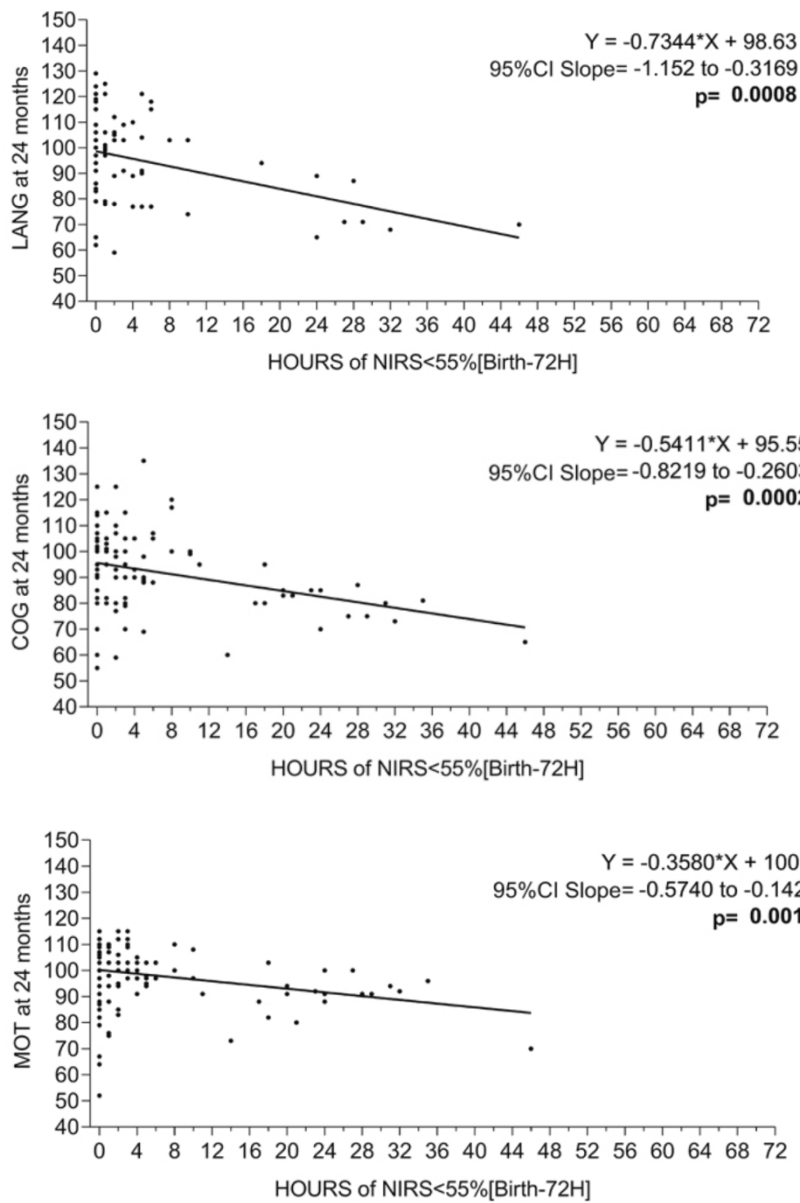 150
140
130
120
110
100
90
80
70
60
50
40
LANG at 24 months
Y = -0.7344*X + 98.63
95%CI Slope= -1.152 to -0.3169
p= 0.0008
0 4 8 12 16 20 24 28 32 36 40 44 48 52 56 60 64 68 72
HOURS of NIRS<55%[Birth-72H]
150
140
130
120
110
100
90
80
70
60
50
40
COG at 24 months
Y = -0.5411*X + 95.55
95%CI Slope= -0.8219 to -0.2603
p= 0.0002
0 4 8 12 16 20 24 28 32 36 40 44 48 52 56 60 64 68 72
HOURS of NIRS<55%[Birth-72H]
150
140
130
120
110
100
90
80
70
60
50
40
MOT at 24 months
Y = -0.3580*X + 100
95%CI Slope= -0.5740 to -0.142
p= 0.001
0 4 8 12 16 20 24 28 32 36 40 44 48 52 56 60 64 68 72
HOURS of NIRS<55%[Birth-72H]